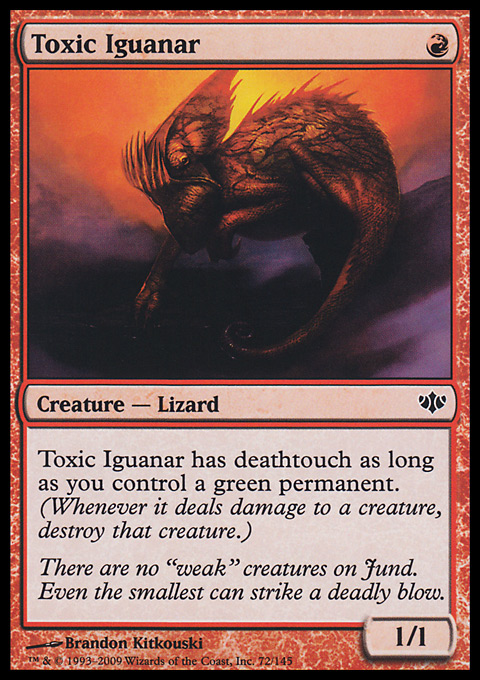 Toxic Iguanar
Creature — Lizard
Toxic Iguanar has deathtouch as long
as you control a green permanent.
(Whenever it deals damage to a creature,
destroy that creature.)
There are no “weak” creatures on Jund.
Even the smallest can strike a deadly blow.
Brandon Kitkouski
1/1
™ & © 1993–2009 Wizards of the Coast, Inc. 72/145